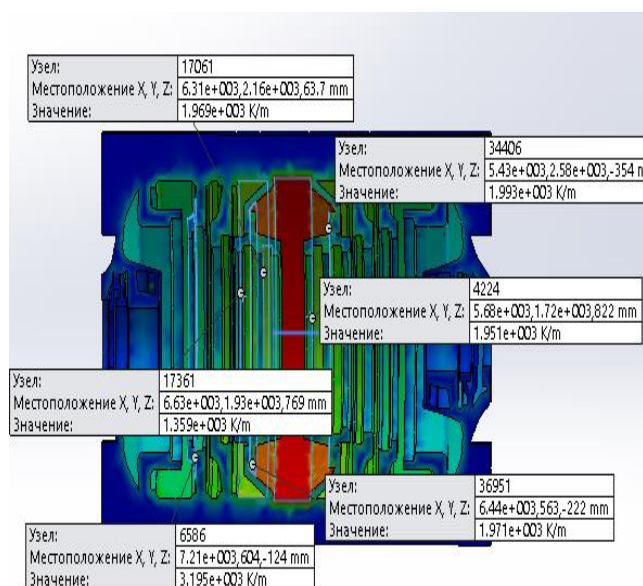 Узел: 17061
Местоположение X, Y, Z: 6.31e+003,2.16e+003,63.7 mm
Значение: 1.969e+003 K/m
Узел: 34406
Местоположение X, Y, Z: 5.43e+003,2.58e+003,-354
Значение: 1.993e+003 K/m
Узел: 4224
Местоположение X, Y, Z: 5.68e+003,1.72e+003,822 mm
Значение: 1.951e+003 K/m
Узел: 17361
Местоположение X, Y, Z: 6.63e+003,1.93e+003,769 mm
Значение: 1.359e+003 K/m
Узел: 36951
Местоположение X, Y, Z: 6.44e+003,563,-222 mm
Значение: 1.971e+003 K/m
Узел: 6586
Местоположение X, Y, Z: 7.21e+003,604,-124 mm
Значение: 3.195e+003 K/m